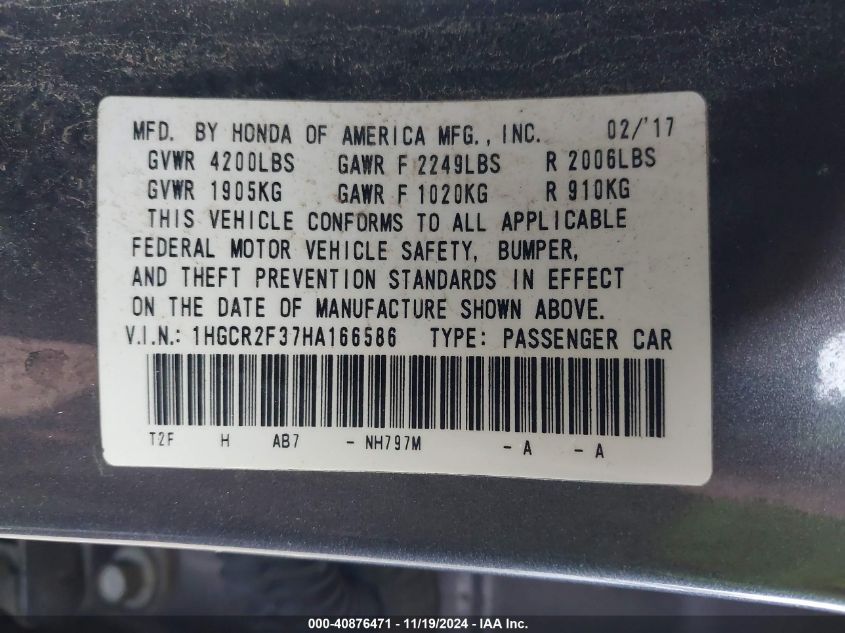 MFD. BY HONDA OF AMERICA MFG., INC. 02/'17
GVWR 4200LBS GAWR F 2249LBS R 2006LBS
GVWR 1905KG GAWR F 1020KG R 910KG
THIS VEHICLE CONFORMS TO ALL APPLICABLE
FEDERAL MOTOR VEHICLE SAFETY, BUMPER,
AND THEFT PREVENTION STANDARDS IN EFFECT
ON THE DATE OF MANUFACTURE SHOWN ABOVE.
V.I.N.: 1HGCR2F37HA166586 TYPE: PASSENGER CAR
T2F H AB7 - NH797M - A - A
000-40876471 - 11/19/2024 - IAA Inc.